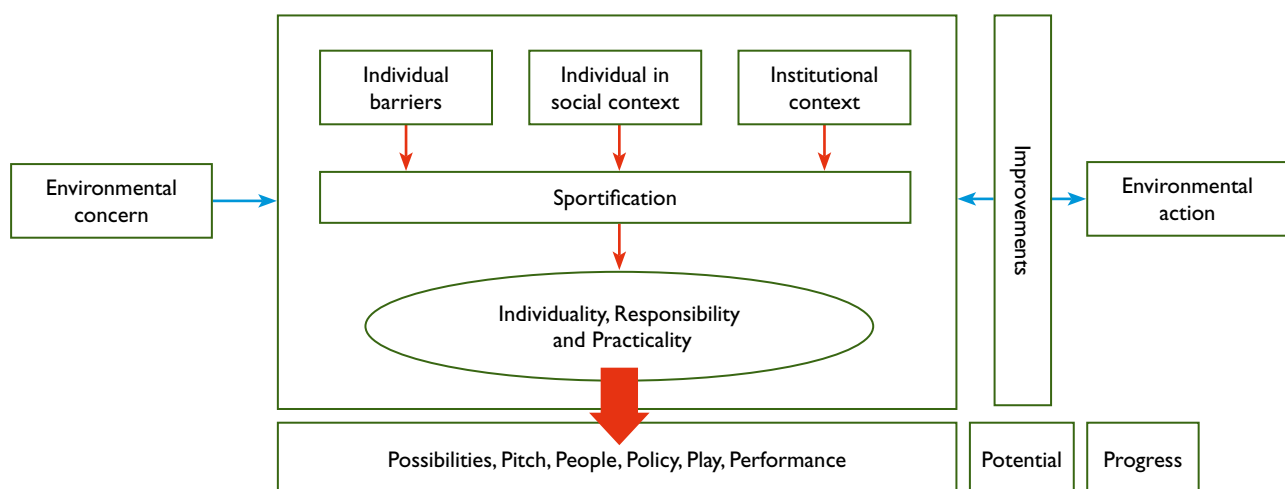 Individual
barriers
Individual in
social context
Institutional
context
Environmental
concern
Sportification
Improvements
Environmental
action
Individuality, Responsibility
and Practicality
Possibilities, Pitch, People, Policy, Play, Performance
Potential
Progress